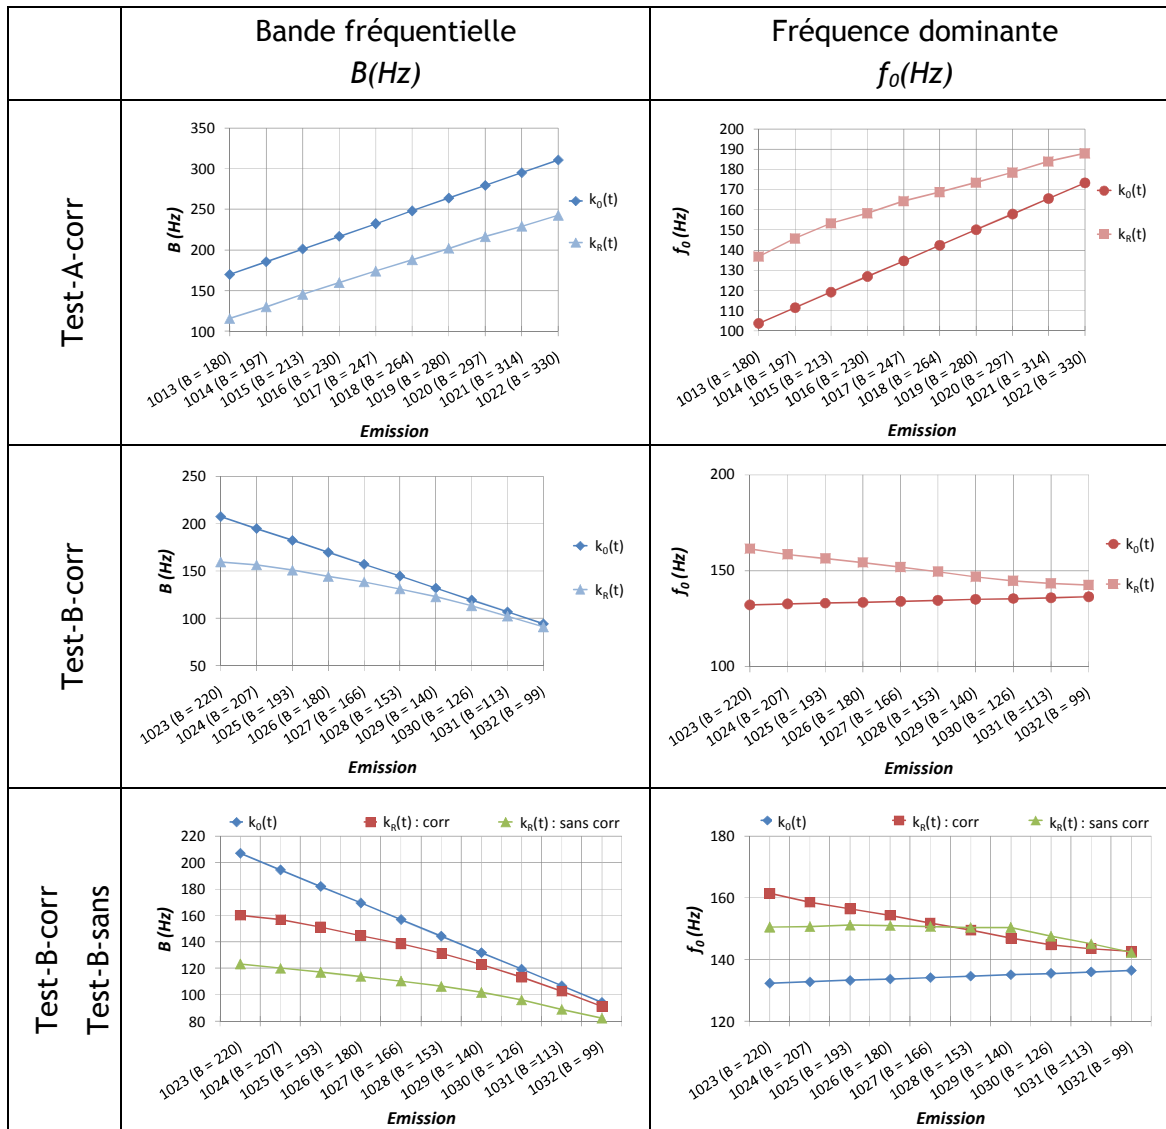 Bande fréquentielle
B(Hz)
Fréquence dominante
f0(Hz)
Test-A-corr
350
300
250
200
150
100
B (Hz)
k0(t)
kR(t)
1013 (B = 180)
1014 (B = 197)
1015 (B = 213)
1016 (B = 230)
1017 (B = 247)
1018 (B = 264)
1019 (B = 280)
1020 (B = 297)
1021 (B = 314)
1022 (B = 330)
Emission
200
190
180
170
160
150
140
130
120
110
100
f0 (Hz)
k0(t)
kR(t)
1013 (B = 180)
1014 (B = 197)
1015 (B = 213)
1016 (B = 230)
1017 (B = 247)
1018 (B = 264)
1019 (B = 280)
1020 (B = 297)
1021 (B = 314)
1022 (B = 330)
Emission
Test-B-corr
250
200
150
100
50
B (Hz)
k0(t)
kR(t)
1023 (B = 220)
1024 (B = 207)
1025 (B = 193)
1026 (B = 180)
1027 (B = 166)
1028 (B = 153)
1029 (B = 140)
1030 (B = 126)
1031 (B =113)
1032 (B = 99)
Emission
200
150
100
f0 (Hz)
k0(t)
kR(t)
1023 (B = 220)
1024 (B = 207)
1025 (B = 193)
1026 (B = 180)
1027 (B = 166)
1028 (B = 153)
1029 (B = 140)
1030 (B = 126)
1031 (B =113)
1032 (B = 99)
Emission
Test-B-corr
Test-B-sans
k0(t) kR(t) : corr kR(t) : sans corr
220
200
180
160
140
120
100
80
B (Hz)
1023 (B = 220)
1024 (B = 207)
1025 (B = 193)
1026 (B = 180)
1027 (B = 166)
1028 (B = 153)
1029 (B = 140)
1030 (B = 126)
1031 (B =113)
1032 (B = 99)
Emission
k0(t) kR(t) : corr kR(t) : sans corr
180
160
140
120
f0 (Hz)
1023 (B = 220)
1024 (B = 207)
1025 (B = 193)
1026 (B = 180)
1027 (B = 166)
1028 (B = 153)
1029 (B = 140)
1030 (B = 126)
1031 (B =113)
1032 (B = 99)
Emission